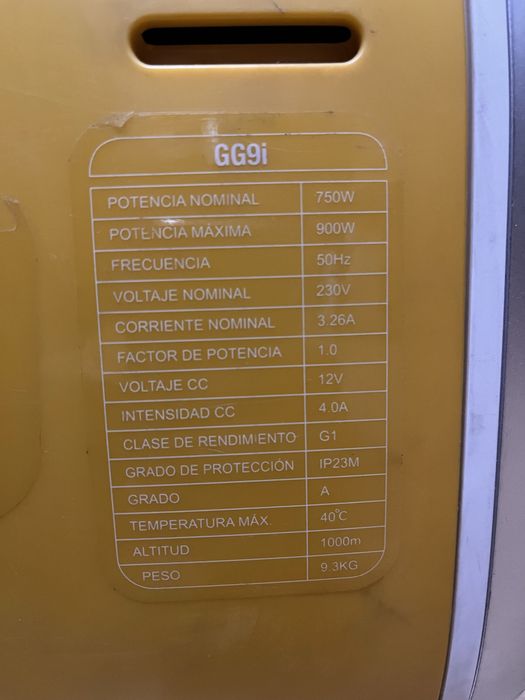 GG9i
POTENCIA NOMINAL 750W
POTENCIA MÁXIMA 900W
FRECUENCIA 50Hz
VOLTAJE NOMINAL 230V
CORRIENTE NOMINAL 3.26A
FACTOR DE POTENCIA 1.0
VOLTAJE CC 12V
INTENSIDAD CC 4.0A
CLASE DE RENDIMIENTO G1
GRADO DE PROTECCIÓN IP23M
GRADO A
TEMPERATURA MÁX. 40℃
ALTITUD 1000m
PESO 9.3KG